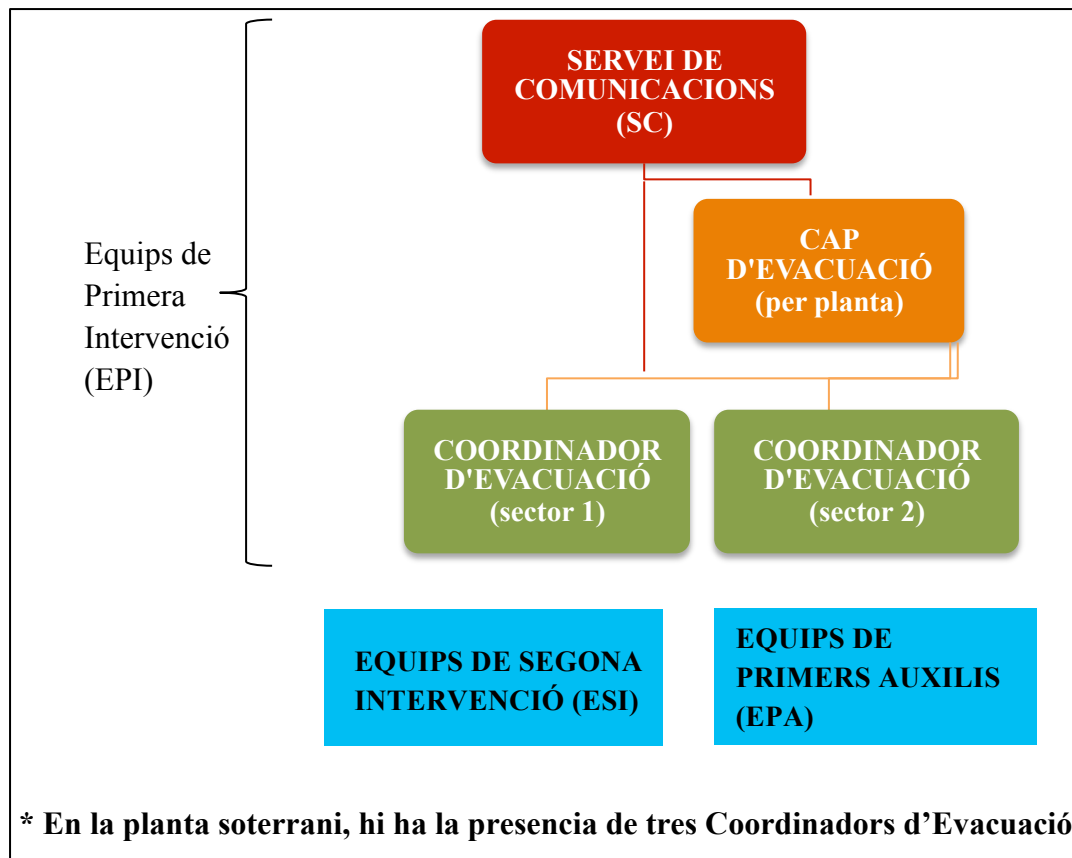 SERVEI DE
COMUNICACIONS
(SC)
CAP
D'EVACUACIÓ
(per planta)
Equips de
Primera
Intervenció
(EPI)
COORDINADOR
D'EVACUACIÓ
(sector 1)
COORDINADOR
D'EVACUACIÓ
(sector 2)
EQUIPS DE SEGONA
INTERVENCIÓ (ESI)
EQUIPS DE
PRIMERS AUXILIS
(EPA)
* En la planta soterrani, hi ha la presencia de tres Coordinadors d’Evacuació